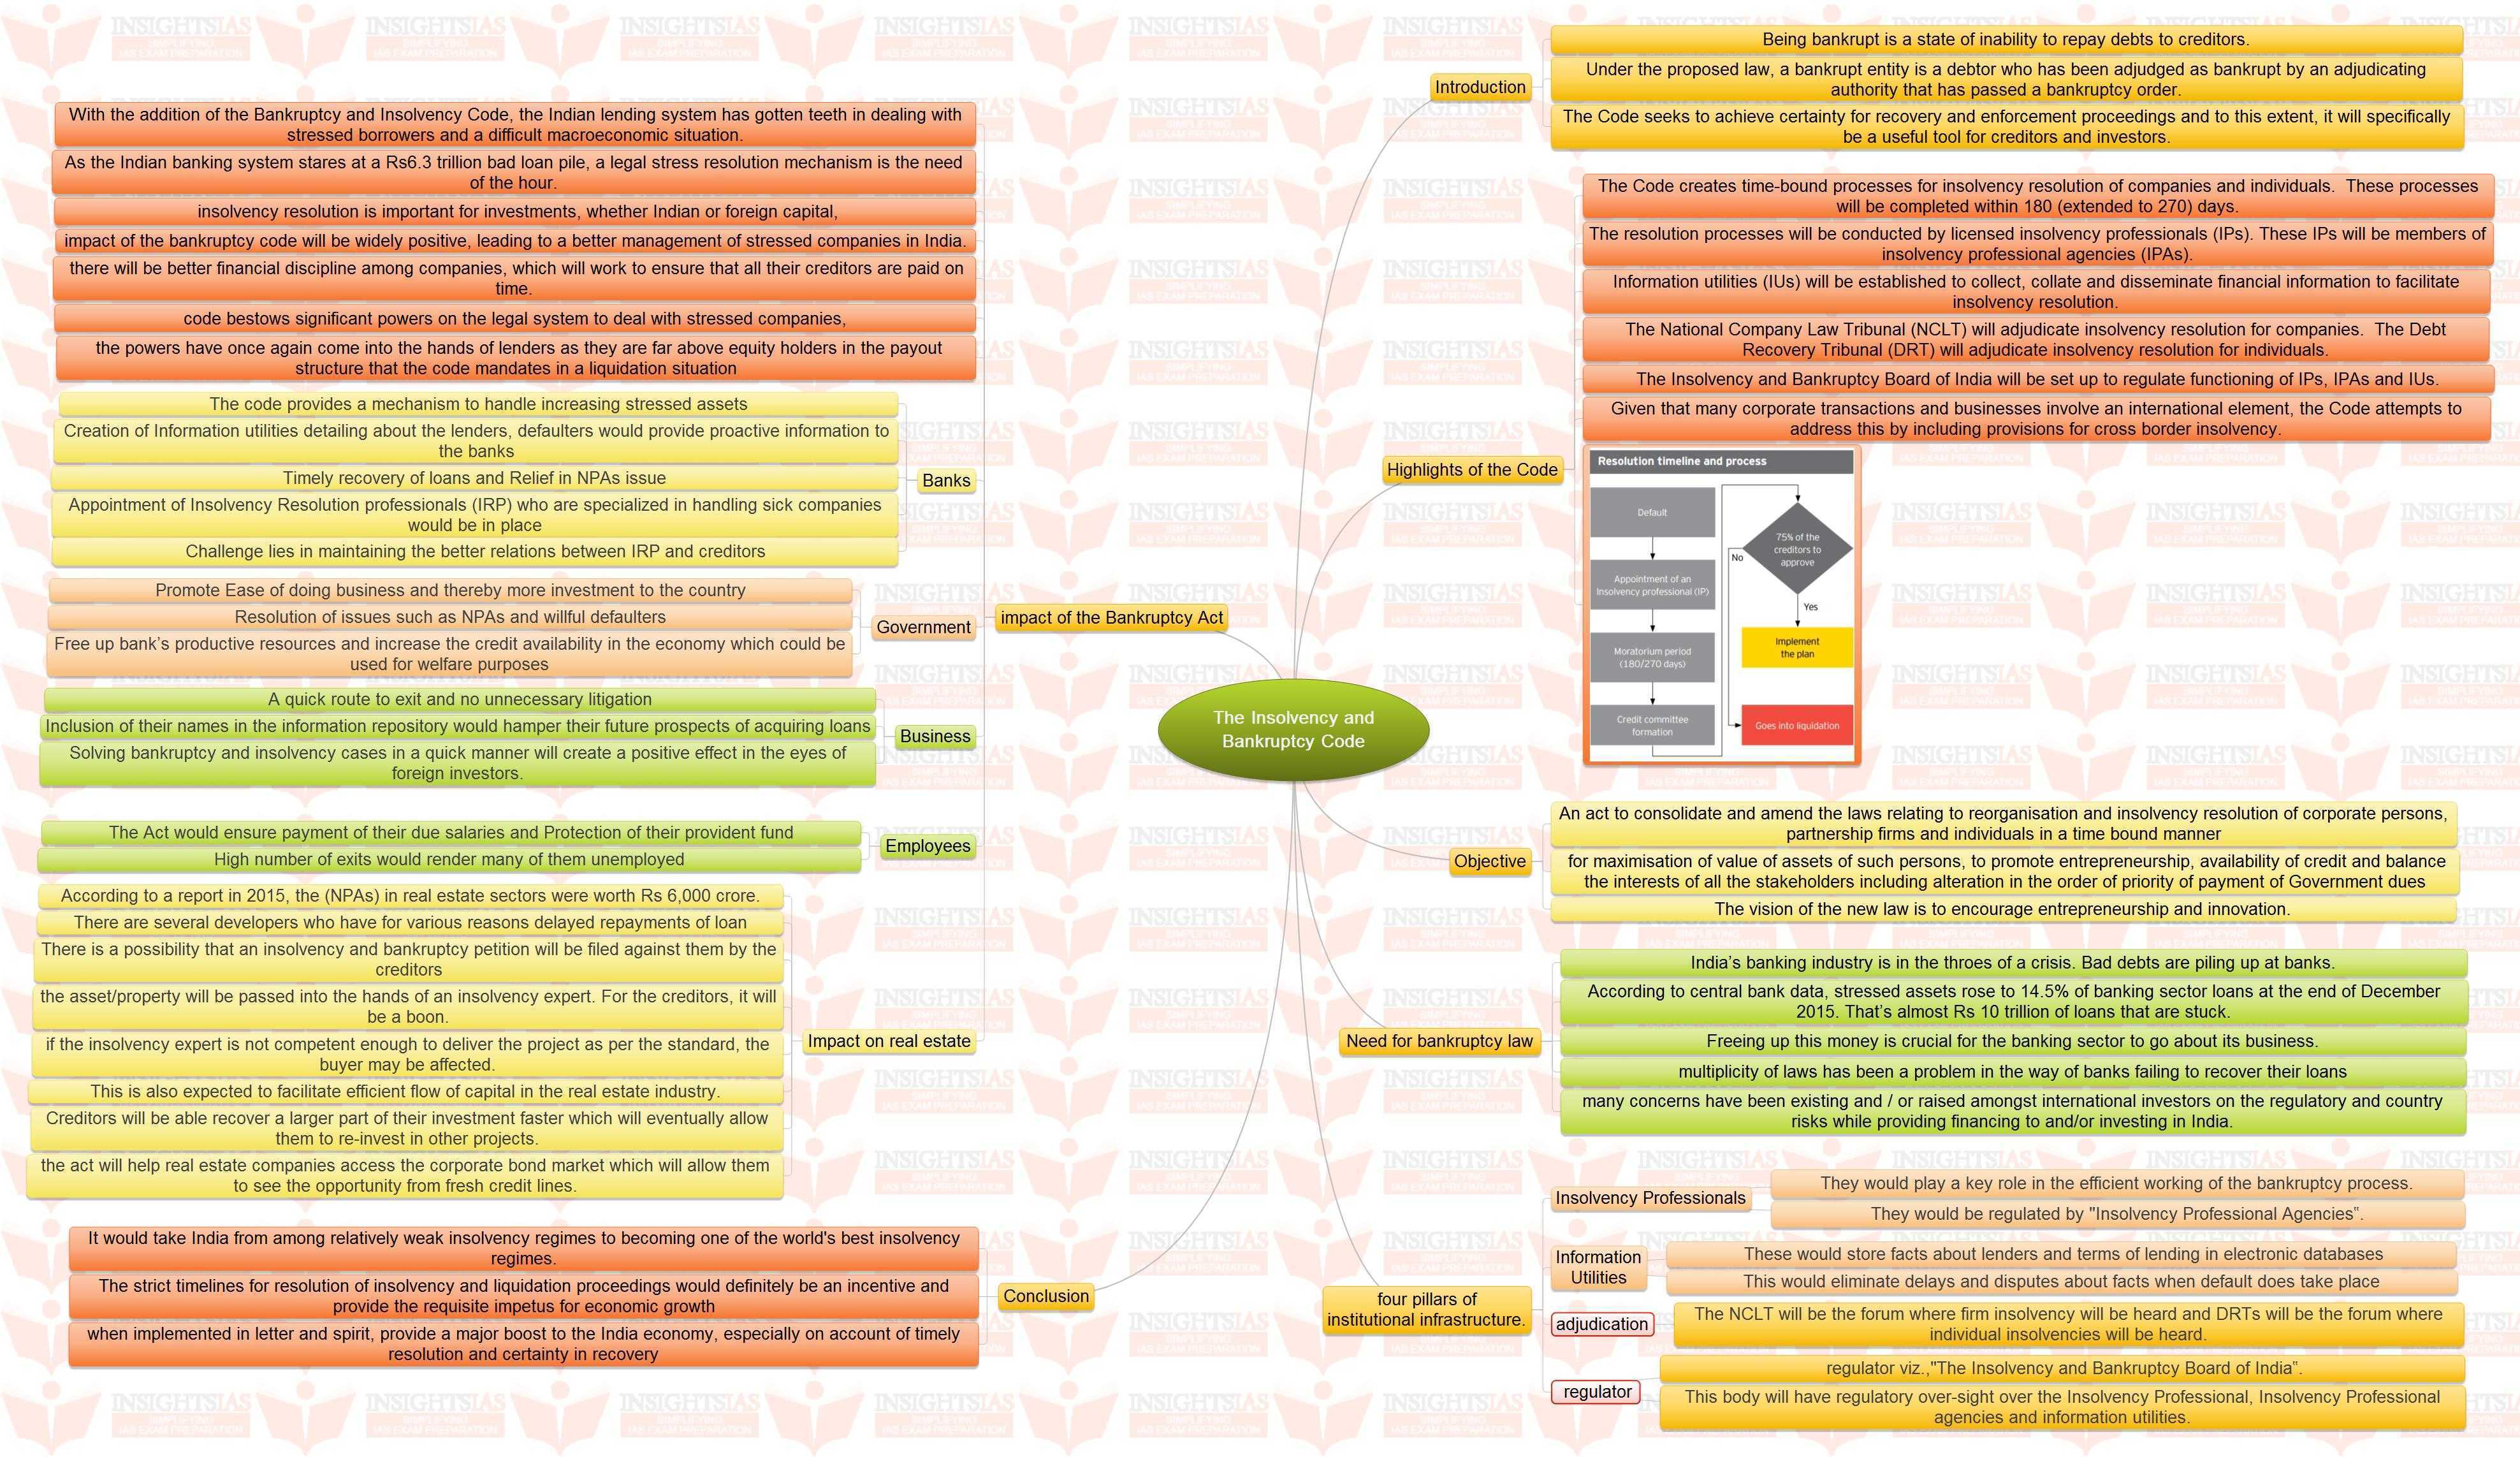 The Insolvency and
Bankruptcy Code
Introduction
Being bankrupt is a state of inability to repay debts to creditors.
Under the proposed law, a bankrupt entity is a debtor who has been adjudged as bankrupt by an adjudicating
authority that has passed a bankruptcy order.
The Code seeks to achieve certainty for recovery and enforcement proceedings and to this extent, it will specifically
be a useful tool for creditors and investors.
Highlights of the Code
The Code creates time-bound processes for insolvency resolution of companies and individuals.  These processes
will be completed within 180 (extended to 270) days.
The resolution processes will be conducted by licensed insolvency professionals (IPs). These IPs will be members of
insolvency professional agencies (IPAs).
Information utilities (IUs) will be established to collect, collate and disseminate financial information to facilitate
insolvency resolution.
The National Company Law Tribunal (NCLT) will adjudicate insolvency resolution for companies.  The Debt
Recovery Tribunal (DRT) will adjudicate insolvency resolution for individuals.
The Insolvency and Bankruptcy Board of India will be set up to regulate functioning of IPs, IPAs and IUs.
Given that many corporate transactions and businesses involve an international element, the Code attempts to
address this by including provisions for cross border insolvency.
Resolution timeline and process
Default
Appointment of an
Insolvency professional (IP)
Moratorium period
(180/270 days)
Credit committee
formation
75% of the
creditors to
approve
No
Yes
Implement
the plan
Goes into liquidation
Objective
An act to consolidate and amend the laws relating to reorganisation and insolvency resolution of corporate persons,
partnership firms and individuals in a time bound manner
for maximisation of value of assets of such persons, to promote entrepreneurship, availability of credit and balance
the interests of all the stakeholders including alteration in the order of priority of payment of Government dues
The vision of the new law is to encourage entrepreneurship and innovation.
Need for bankruptcy law
India’s banking industry is in the throes of a crisis. Bad debts are piling up at banks.
According to central bank data, stressed assets rose to 14.5% of banking sector loans at the end of December
2015. That’s almost Rs 10 trillion of loans that are stuck.
Freeing up this money is crucial for the banking sector to go about its business.
multiplicity of laws has been a problem in the way of banks failing to recover their loans
many concerns have been existing and / or raised amongst international investors on the regulatory and country
risks while providing financing to and/or investing in India.
four pillars of
institutional infrastructure.
Insolvency Professionals
They would play a key role in the efficient working of the bankruptcy process.
They would be regulated by "Insolvency Professional Agencies".
Information
Utilities
These would store facts about lenders and terms of lending in electronic databases
This would eliminate delays and disputes about facts when default does take place
adjudication
The NCLT will be the forum where firm insolvency will be heard and DRTs will be the forum where
individual insolvencies will be heard.
regulator
regulator viz.,"The Insolvency and Bankruptcy Board of India".
This body will have regulatory over-sight over the Insolvency Professional, Insolvency Professional
agencies and information utilities.
impact of the Bankruptcy Act
With the addition of the Bankruptcy and Insolvency Code, the Indian lending system has gotten teeth in dealing with
stressed borrowers and a difficult macroeconomic situation.
As the Indian banking system stares at a Rs6.3 trillion bad loan pile, a legal stress resolution mechanism is the need
of the hour.
insolvency resolution is important for investments, whether Indian or foreign capital,
impact of the bankruptcy code will be widely positive, leading to a better management of stressed companies in India.
there will be better financial discipline among companies, which will work to ensure that all their creditors are paid on
time.
code bestows significant powers on the legal system to deal with stressed companies,
the powers have once again come into the hands of lenders as they are far above equity holders in the payout
structure that the code mandates in a liquidation situation
Banks
The code provides a mechanism to handle increasing stressed assets
Creation of Information utilities detailing about the lenders, defaulters would provide proactive information to
the banks
Timely recovery of loans and Relief in NPAs issue
Appointment of Insolvency Resolution professionals (IRP) who are specialized in handling sick companies
would be in place
Challenge lies in maintaining the better relations between IRP and creditors
Government
Promote Ease of doing business and thereby more investment to the country
Resolution of issues such as NPAs and willful defaulters
Free up bank’s productive resources and increase the credit availability in the economy which could be
used for welfare purposes
Business
A quick route to exit and no unnecessary litigation
Inclusion of their names in the information repository would hamper their future prospects of acquiring loans
Solving bankruptcy and insolvency cases in a quick manner will create a positive effect in the eyes of
foreign investors.
Employees
The Act would ensure payment of their due salaries and Protection of their provident fund
High number of exits would render many of them unemployed
Impact on real estate
According to a report in 2015, the (NPAs) in real estate sectors were worth Rs 6,000 crore.
There are several developers who have for various reasons delayed repayments of loan
There is a possibility that an insolvency and bankruptcy petition will be filed against them by the
creditors
the asset/property will be passed into the hands of an insolvency expert. For the creditors, it will
be a boon.
if the insolvency expert is not competent enough to deliver the project as per the standard, the
buyer may be affected.
This is also expected to facilitate efficient flow of capital in the real estate industry.
Creditors will be able recover a larger part of their investment faster which will eventually allow
them to re-invest in other projects.
the act will help real estate companies access the corporate bond market which will allow them
to see the opportunity from fresh credit lines.
Conclusion
It would take India from among relatively weak insolvency regimes to becoming one of the world's best insolvency
regimes.
The strict timelines for resolution of insolvency and liquidation proceedings would definitely be an incentive and
provide the requisite impetus for economic growth
when implemented in letter and spirit, provide a major boost to the India economy, especially on account of timely
resolution and certainty in recovery
INSIGHTSIAS
SIMPLIFYING
IAS EXAM PREPARATION